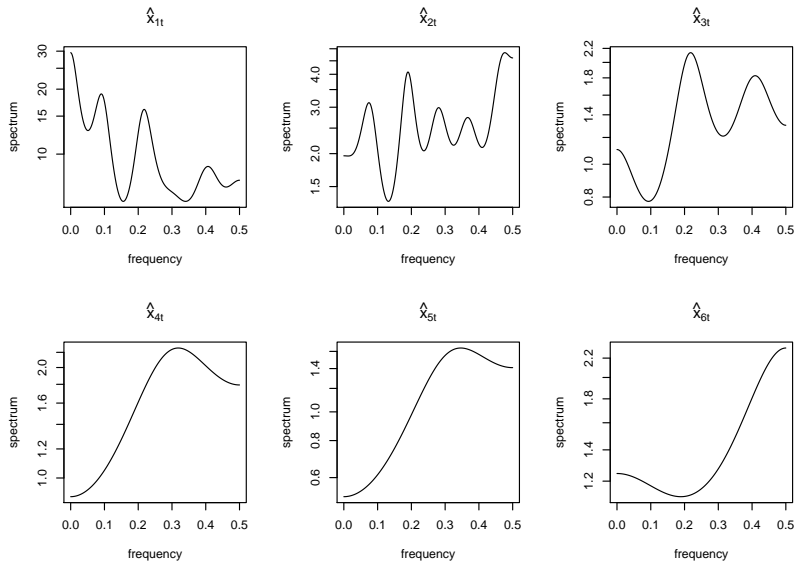 x̂1t
spectrum
10 15 20 30
0.0 0.1 0.2 0.3 0.4 0.5
frequency
x̂2t
spectrum
1.5 2.0 3.0 4.0
0.0 0.1 0.2 0.3 0.4 0.5
frequency
x̂3t
spectrum
0.8 1.0 1.4 1.8 2.2
0.0 0.1 0.2 0.3 0.4 0.5
frequency
x̂4t
spectrum
1.0 1.2 1.6 2.0
0.0 0.1 0.2 0.3 0.4 0.5
frequency
x̂5t
spectrum
0.6 0.8 1.0 1.4
0.0 0.1 0.2 0.3 0.4 0.5
frequency
x̂6t
spectrum
1.2 1.4 1.8 2.2
0.0 0.1 0.2 0.3 0.4 0.5
frequency